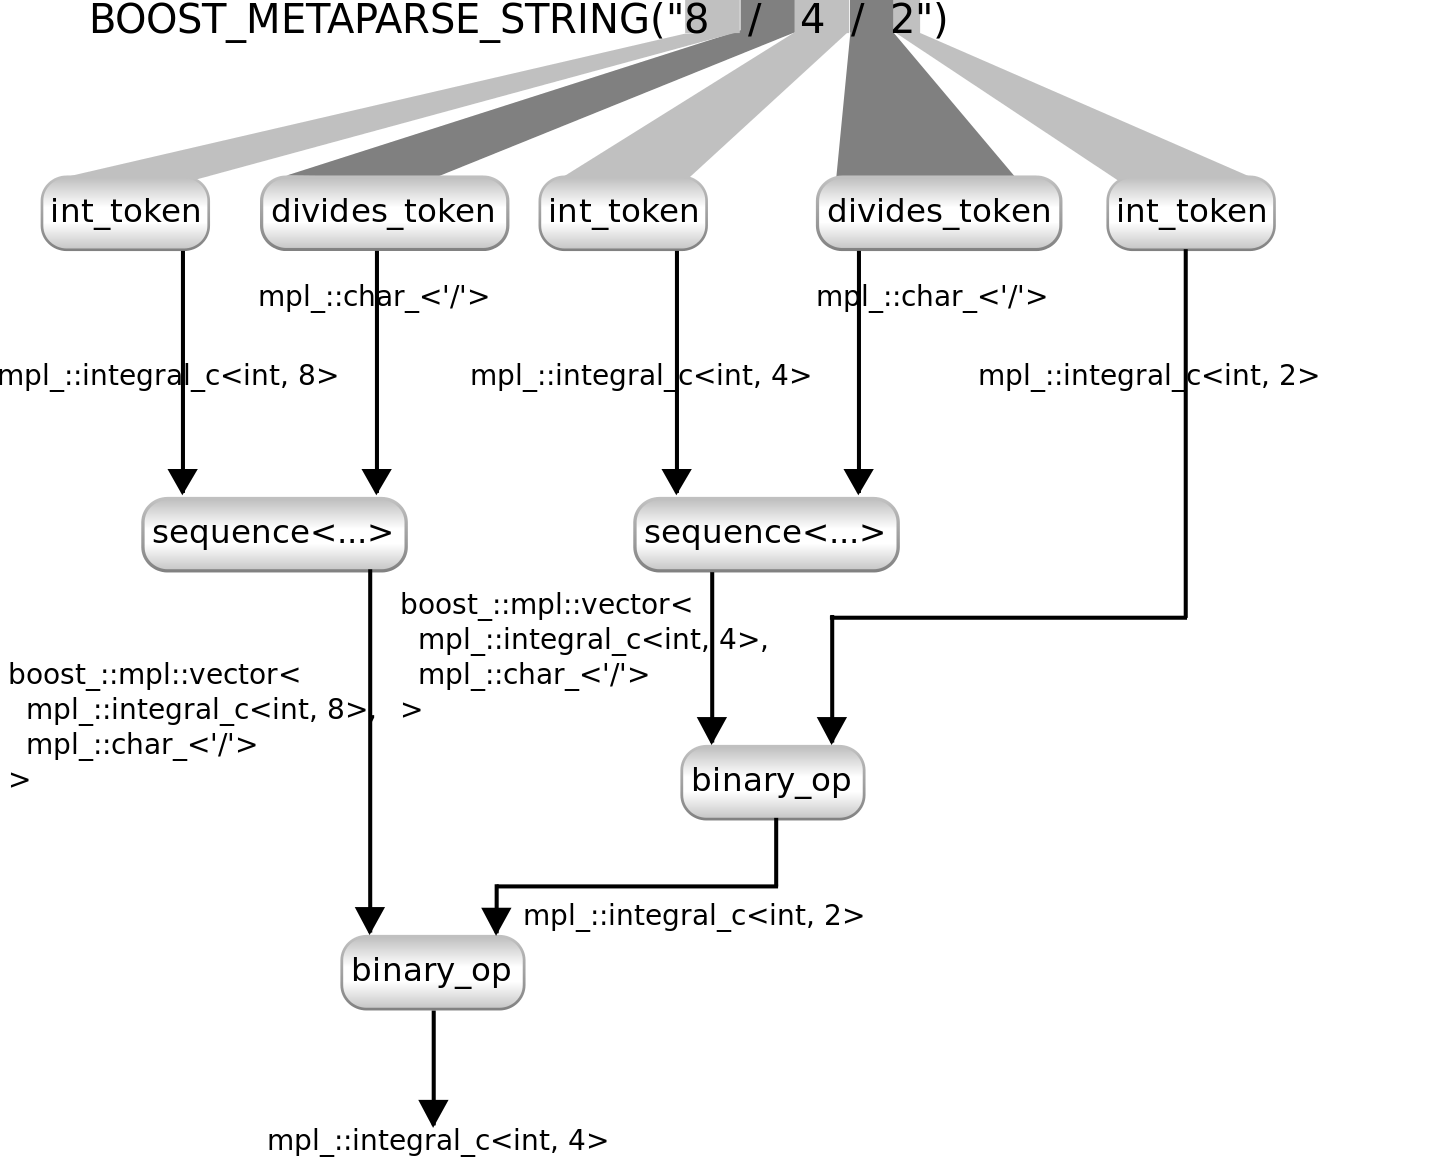 BOOST_METAPARSE_STRING("8 / 4 / 2")
int_token
divides_token
int_token
divides_token
int_token
mpl_::char_<'/'>
mpl_::char_<'/'>
mpl_::integral_c<int, 8>
mpl_::integral_c<int, 4>
mpl_::integral_c<int, 2>
sequence<...>
sequence<...>
boost_::mpl::vector<
mpl_::integral_c<int, 4>,
mpl_::char_<'/'>
>
boost_::mpl::vector<
mpl_::integral_c<int, 8>,
mpl_::char_<'/'>
>
binary_op
mpl_::integral_c<int, 2>
binary_op
mpl_::integral_c<int, 4>